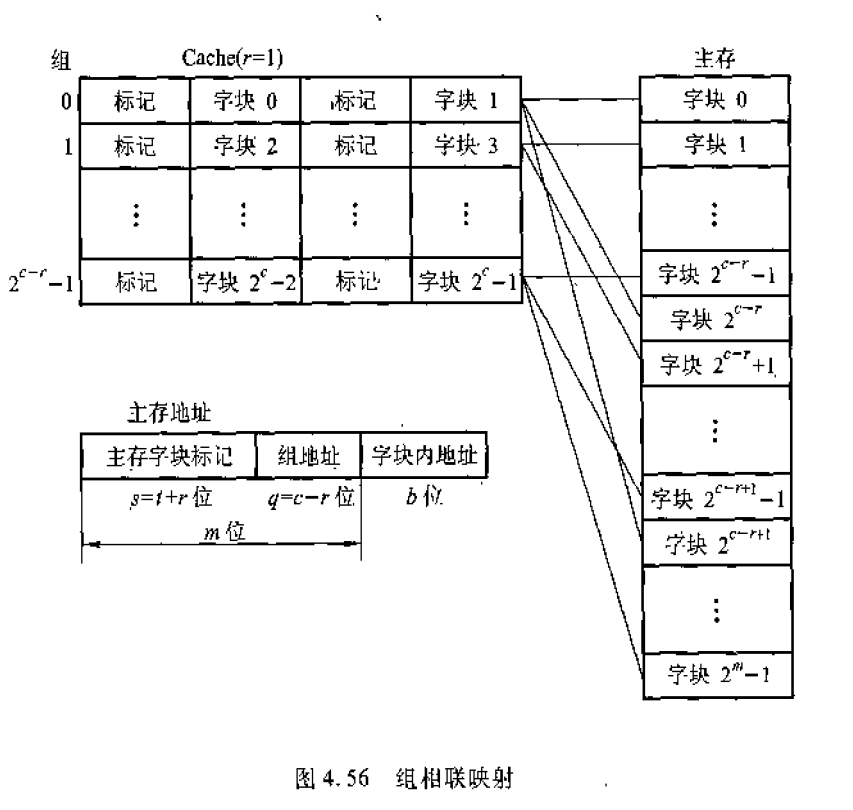 组 Cache(r=1) 主存
0 标记 字块 0 标记 字块 1 字块 0
1 标记 字块 2 标记 字块 3 字块 1
⋮ ⋮ ⋮ ⋮ ⋮
2^{c-r}-1 标记 字块 2^c-2 标记 字块 2^c-1 字块 2^{c-r}-1
字块 2^{c-r}
字块 2^{c-r}+1
⋮
主存地址
主存字块标记 组地址 字块内地址
s=t+r 位 q=c-r 位 b 位
m 位
字块 2^{c-r+1}-1
字块 2^{c-r+1}
⋮
字块 2^m-1
图 4.56 组相联映射